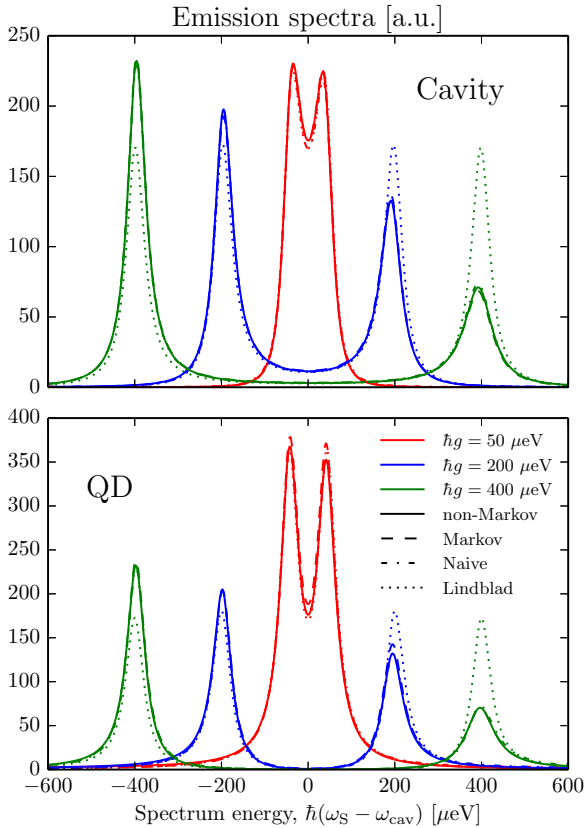 Emission spectra [a.u.]
250
200
150
100
50
0
Cavity
400
350
300
250
200
150
100
50
0
QD
ħg = 50 μeV
ħg = 200 μeV
ħg = 400 μeV
non-Markov
Markov
Naive
Lindblad
−600 −400 −200 0 200 400 600
Spectrum energy, ħ(ω_S − ω_cav) [μeV]